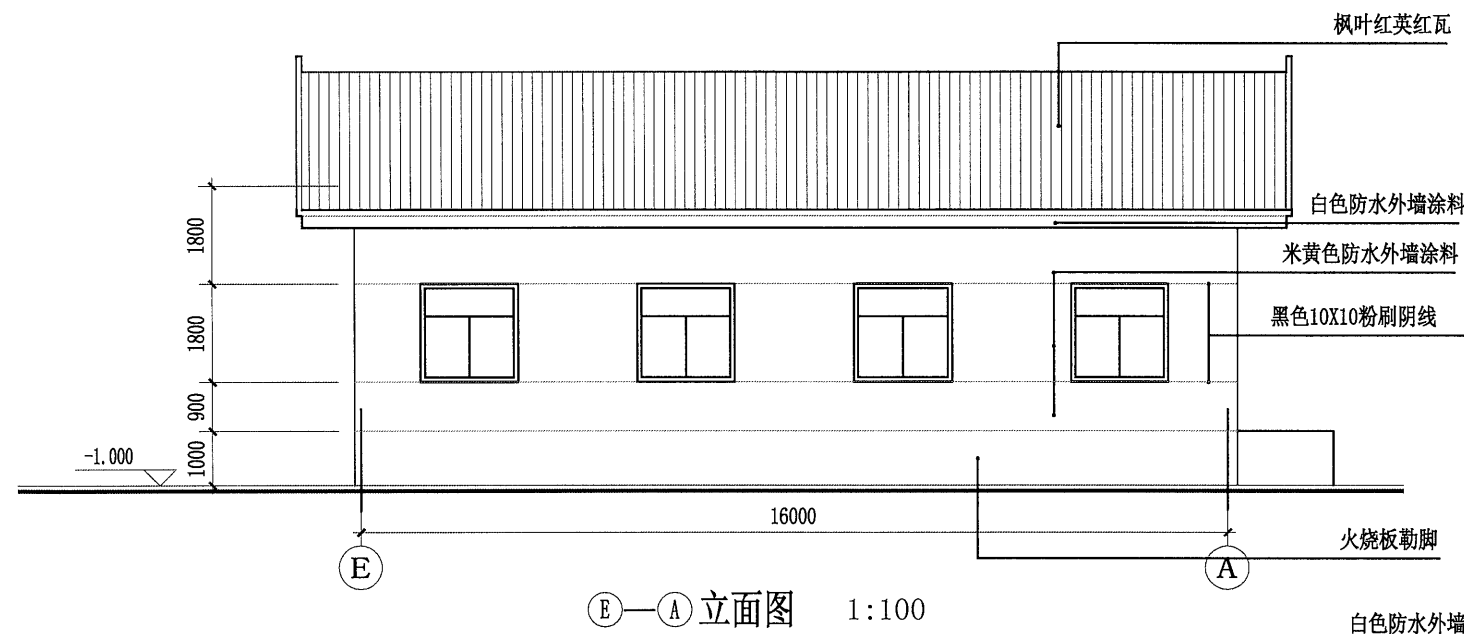 枫叶红英红瓦
白色防水外墙涂料
米黄色防水外墙涂料
黑色10X10粉刷阴线
1800
1800
900
1000
-1.000
16000
火烧板勒脚
E
A
E—A 立面图 1:100
白色防水外墙